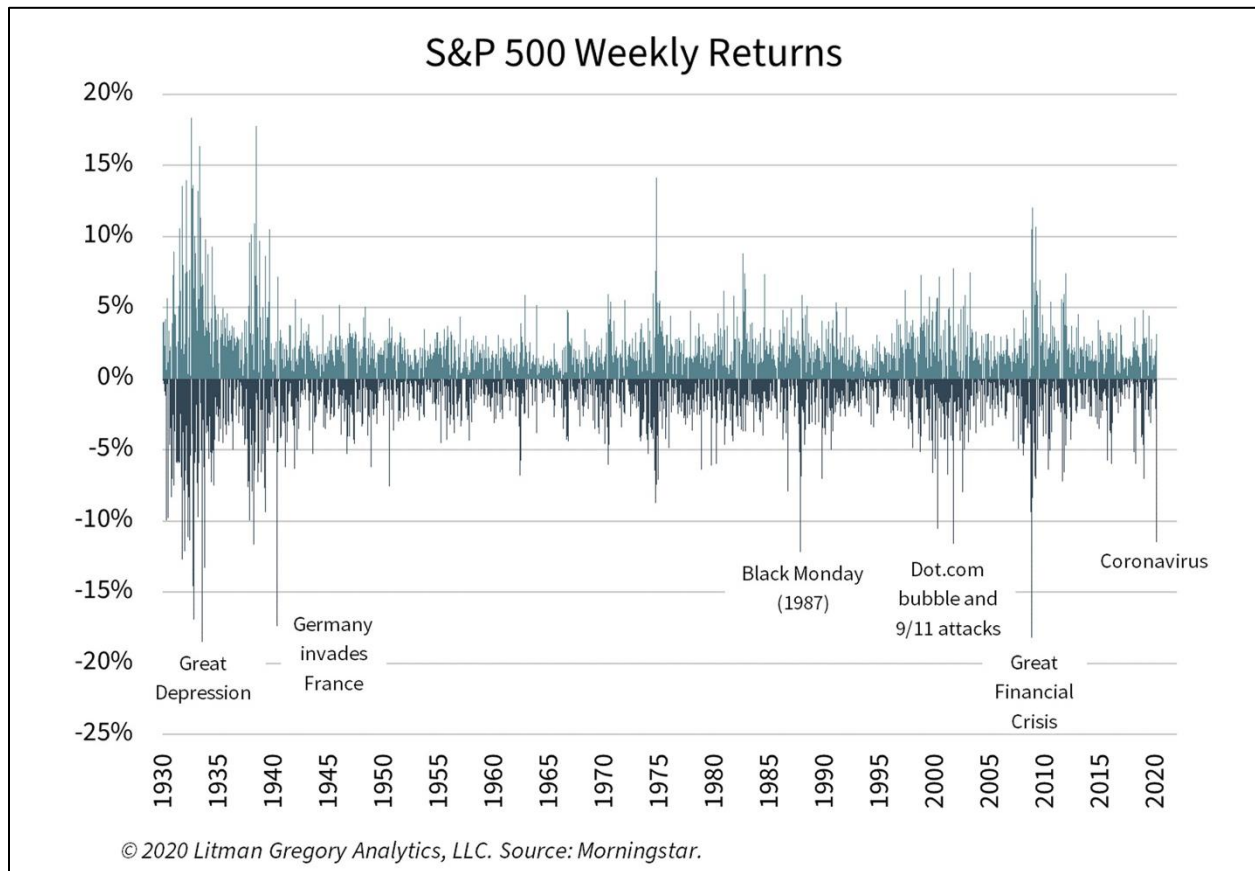 S&P 500 Weekly Returns
20%
15%
10%
5%
0%
-5%
-10%
-15%
-20%
-25%
Great
Depression
Germany
invades
France
Black Monday
(1987)
Dot.com
bubble and
9/11 attacks
Great
Financial
Crisis
Coronavirus
1930
1935
1940
1945
1950
1955
1960
1965
1970
1975
1980
1985
1990
1995
2000
2005
2010
2015
2020
© 2020 Litman Gregory Analytics, LLC. Source: Morningstar.